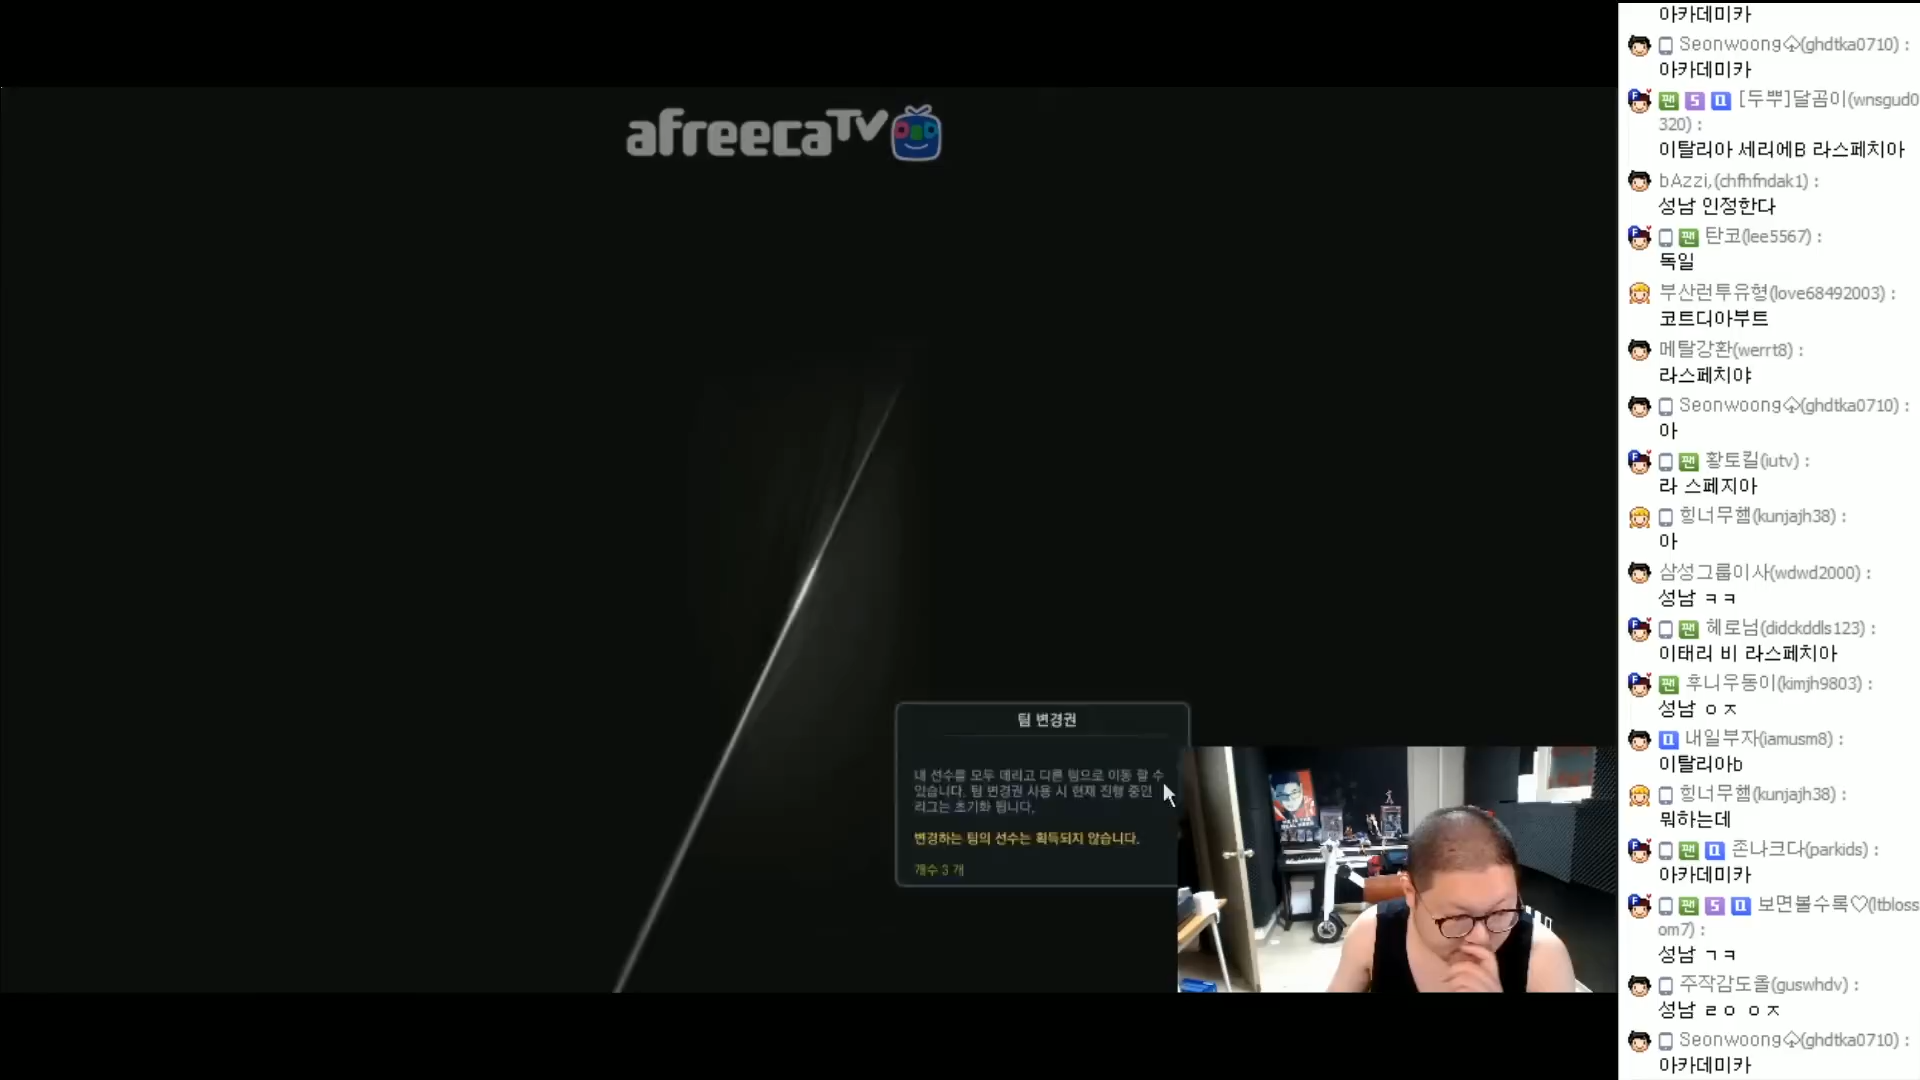 afreecaTV
팀 변경권
내 선수를 모두 데리고 다른 팀으로 이동 할 수
있습니다. 팀 변경권 사용 시 현재 진행 중인
리그는 초기화 됩니다.
변경하는 팀의 선수는 획득되지 않습니다.
개수 3 개
아카데미카
Seonwoong♤(ghdtka0710) :
아카데미카
팬 S [두뿌]달곰이(wnsgud0
320) :
이탈리아 세리에B 라스페치아
bAzzi,(chfhfndak1) :
성남 인정한다
팬 탄코(lee5567) :
독일
부산런투유형(love68492003) :
코트디아부트
메탈강환(werrt8) :
라스페치야
Seonwoong♤(ghdtka0710) :
아
팬 황토킬(iutv) :
라 스페지아
힝너무햄(kunjajh38) :
아
삼성그룹이사(wdwd2000) :
성남 ㅋㅋ
팬 헤로넘(didckddls123) :
이태리 비 라스페치아
팬 후니우동이(kimjh9803) :
성남 ㅇㅈ
내일부자(iamusm8) :
이탈리아b
힝너무햄(kunjajh38) :
뭐하는데
팬 존나크다(parkids) :
아카데미카
팬 S 보면볼수록♡(ltbloss
om7) :
성남 ㄱㅋ
주작감도올(guswhdv) :
성남 ㄹㅇ ㅇㅈ
Seonwoong♤(ghdtka0710) :
아카데미카